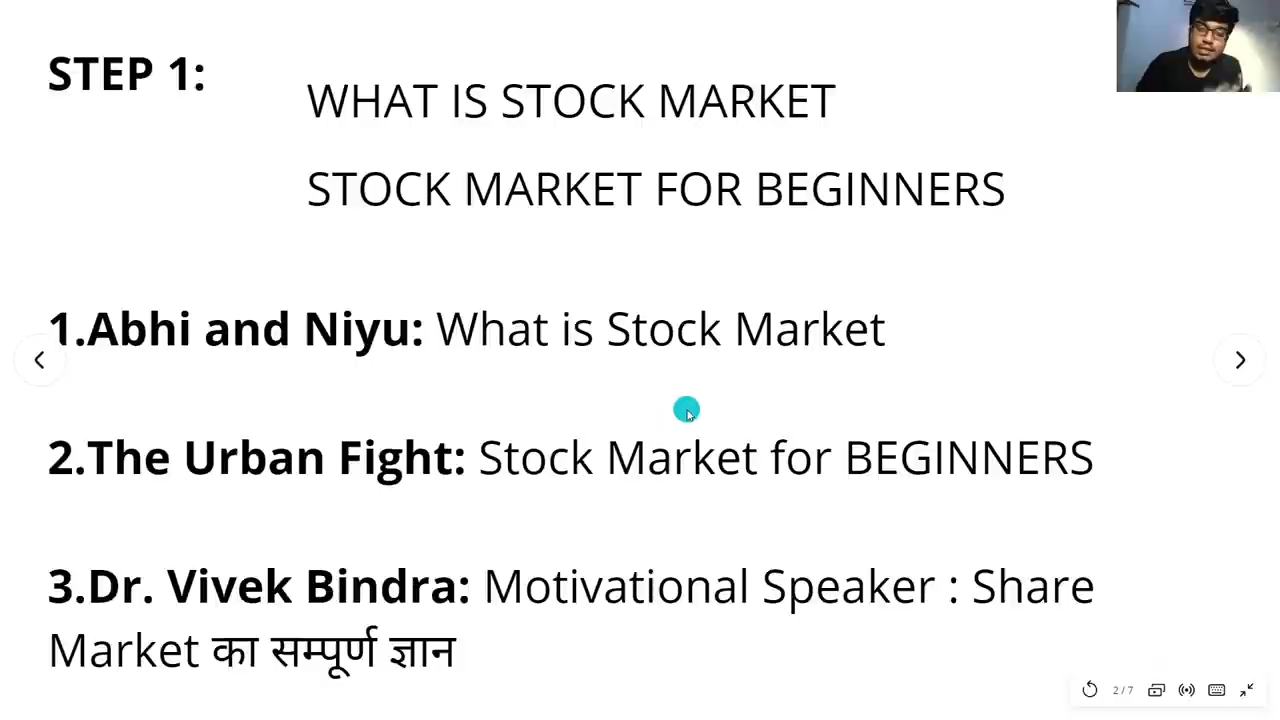 STEP 1:
WHAT IS STOCK MARKET
STOCK MARKET FOR BEGINNERS
1.Abhi and Niyu: What is Stock Market
2.The Urban Fight: Stock Market for BEGINNERS
3.Dr. Vivek Bindra: Motivational Speaker : Share
Market का सम्पूर्ण ज्ञान
2/7